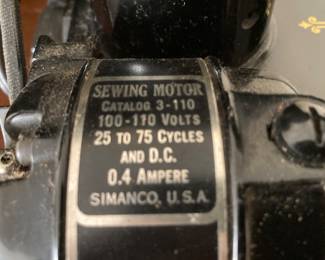 SEWING MOTOR
CATALOG 3-110
100-110 VOLTS
25 TO 75 CYCLES
AND D.C.
0.4 AMPERE
SIMANCO, U.S.A.